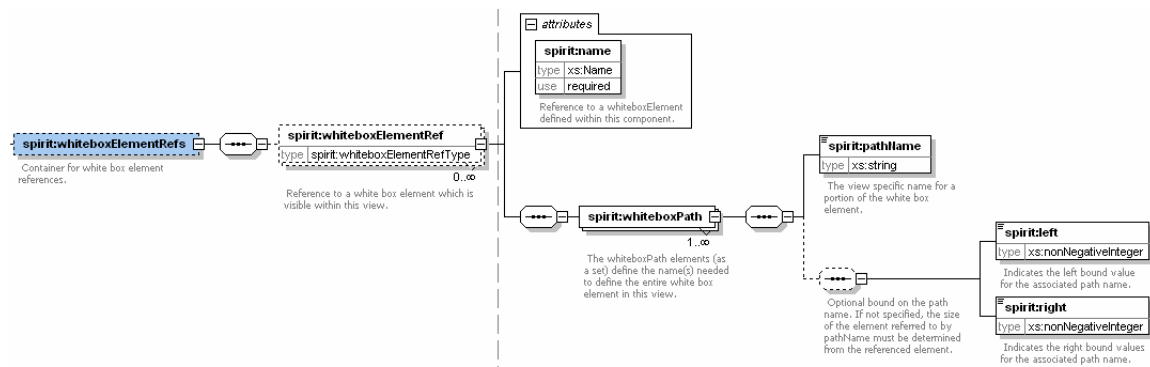 attributes
spirit:name
type xs:Name
use required
Reference to a whiteboxElement
defined within this component.
spirit:whiteboxElementRefs
Container for white box element
references.
spirit:whiteboxElementRef
type spirit:whiteboxElementRefType
0..∞
Reference to a white box element which is
visible within this view.
spirit:pathName
type xs:string
The view specific name for a
portion of the white box
element.
spirit:whiteboxPath
1..∞
The whiteboxPath elements (as
a set) define the name(s) needed
to define the entire white box
element in this view.
spirit:left
type xs:nonNegativeInteger
Indicates the left bound value
for the associated path name.
Optional bound on the path
name. If not specified, the size
of the element referred to by
pathName must be determined
from the referenced element.
spirit:right
type xs:nonNegativeInteger
Indicates the right bound values
for the associated path name.